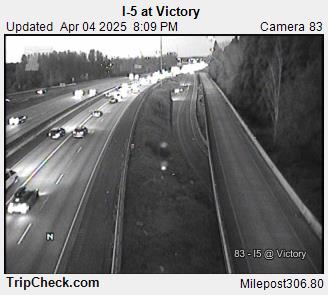 I-5 at Victory
Updated Apr 04 2025 8:09 PM Camera 83
N
83 - I5 @ Victory
TripCheck.com Milepost306.80